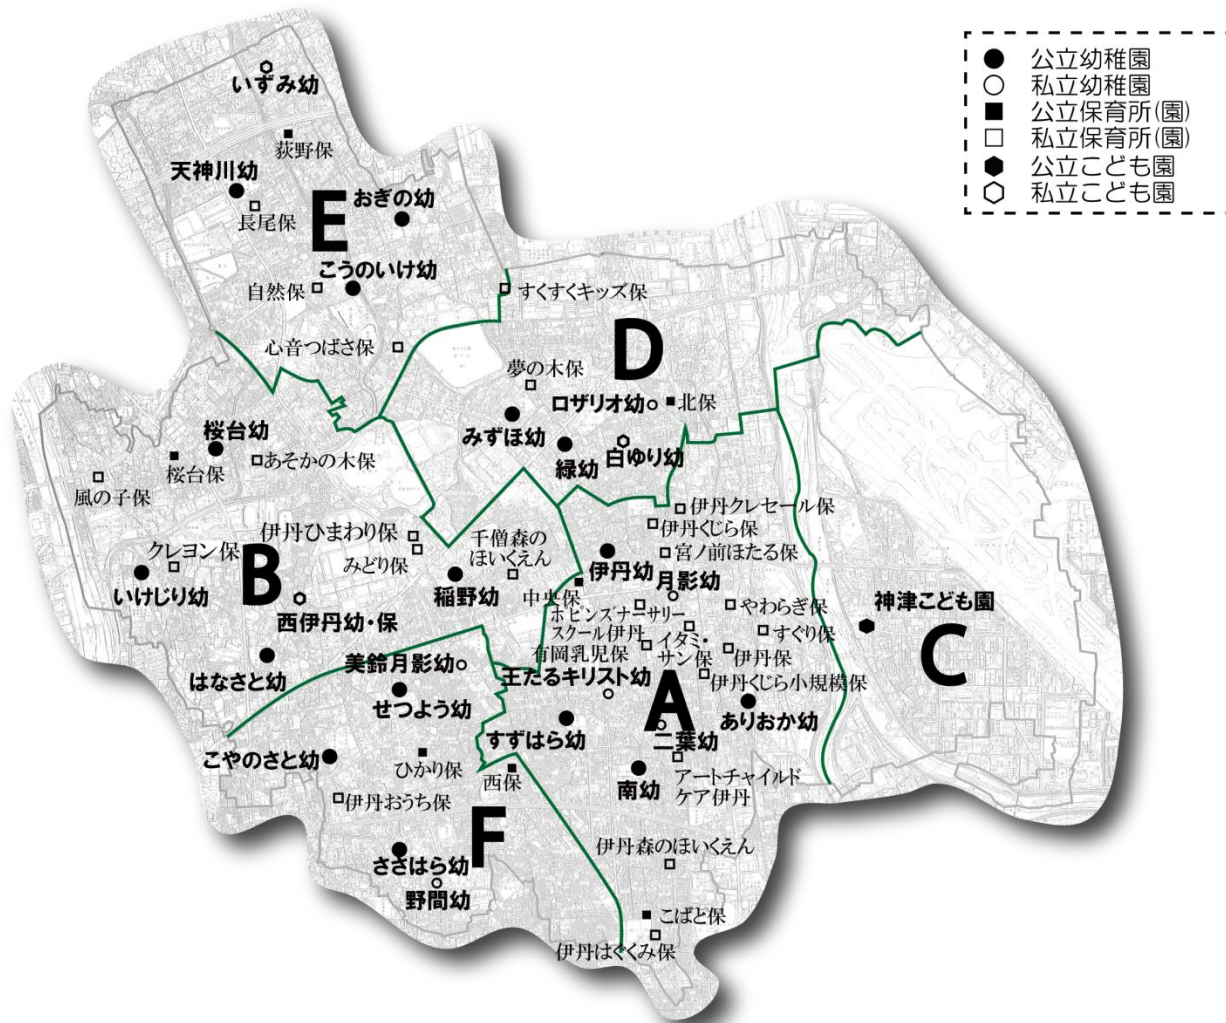 公立幼稚園
私立幼稚園
公立保育所(園)
私立保育所(園)
公立こども園
私立こども園
いずみ幼
荻野保
天神川幼
長尾保
おぎの幼
E
こうのいけ幼
自然保
すくすくキッズ保
心音つばさ保
D
夢の木保
ロザリオ幼
北保
みずほ幼
緑幼
白ゆり幼
桜台幼
桜台保
あそかの木保
風の子保
伊丹ひまわり保
みどり保
千僧森の
ほいくえん
クレヨン保
いけじり幼
B
西伊丹幼・保
稲野幼
はなさと幼
伊丹クレセール保
伊丹くじら保
宮ノ前ほたる保
伊丹幼
月影幼
中央保
ポピンズナーサリー
スクール伊丹
やわらぎ保
すぐり保
イタミ・
サン保
有岡乳児保
伊丹保
伊丹くじら小規模保
神津こども園
C
王たるキリスト幼
A
ありおか幼
すずはら幼
二葉幼
南幼
アートチャイルド
ケア伊丹
美鈴月影幼
せつよう幼
こやのさと幼
ひかり保
西保
伊丹おうち保
F
ささはら幼
野間幼
伊丹森のほいくえん
こばと保
伊丹はぐくみ保